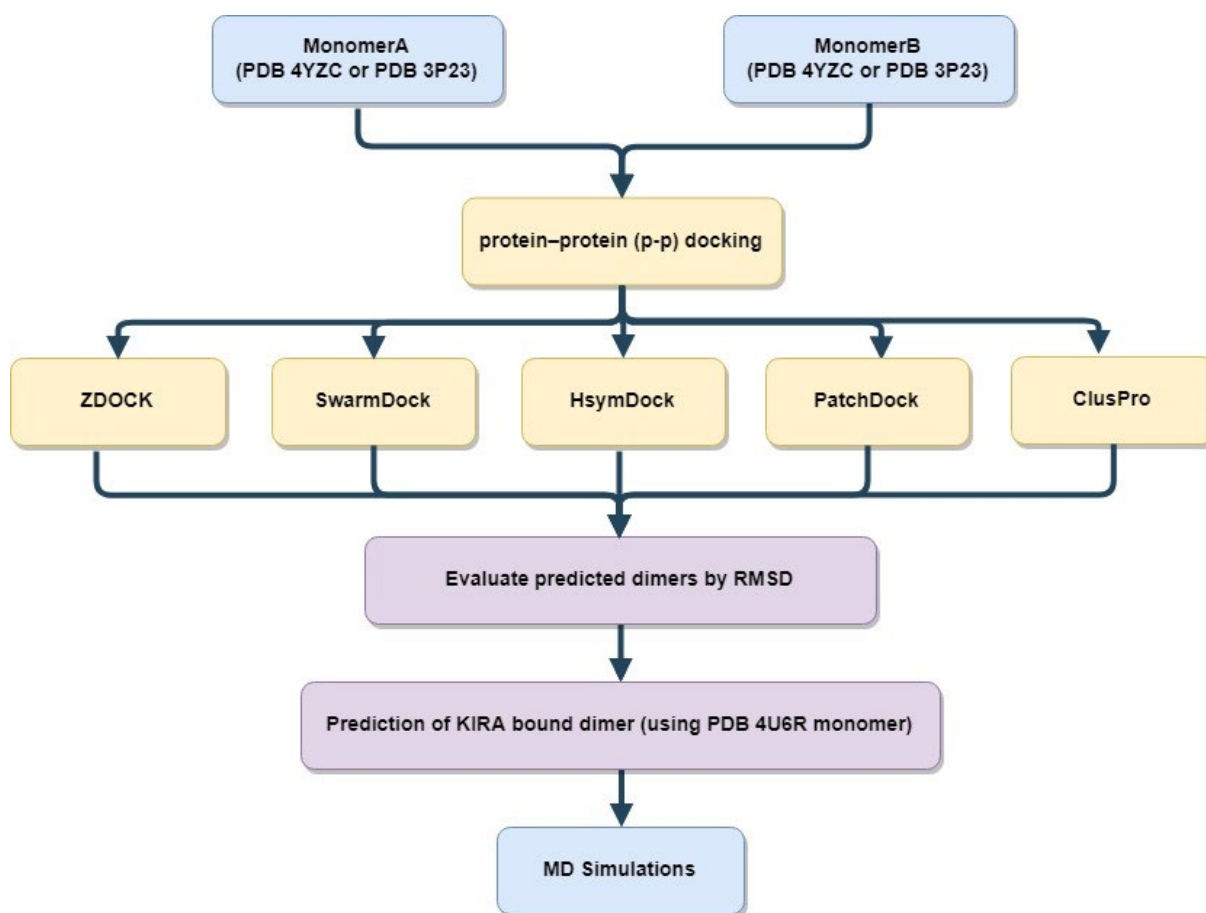 MonomerA
(PDB 4YZC or PDB 3P23)
MonomerB
(PDB 4YZC or PDB 3P23)
protein–protein (p-p) docking
ZDOCK
SwarmDock
HsymDock
PatchDock
ClusPro
Evaluate predicted dimers by RMSD
Prediction of KIRA bound dimer (using PDB 4U6R monomer)
MD Simulations